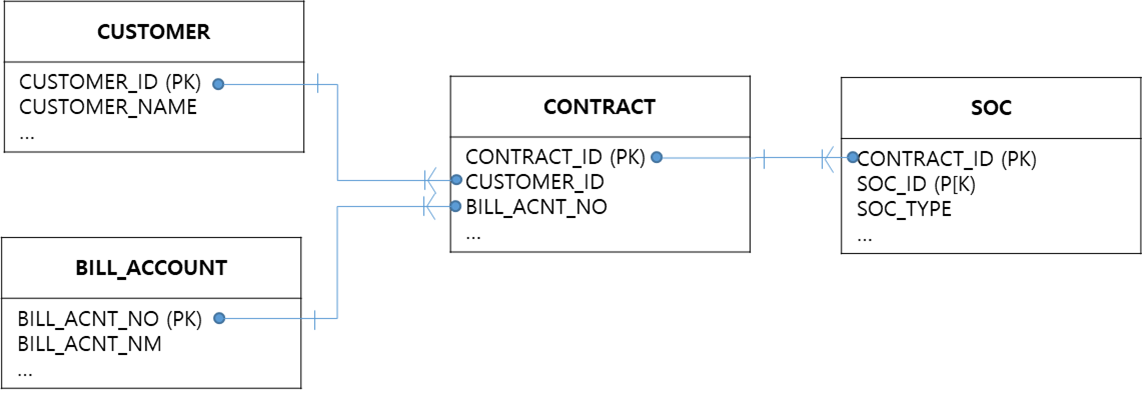 CUSTOMER
CUSTOMER_ID (PK)
CUSTOMER_NAME
...
BILL_ACCOUNT
BILL_ACNT_NO (PK)
BILL_ACNT_NM
...
CONTRACT
CONTRACT_ID (PK)
CUSTOMER_ID
BILL_ACNT_NO
...
SOC
CONTRACT_ID (PK)
SOC_ID (P[K)
SOC_TYPE
...